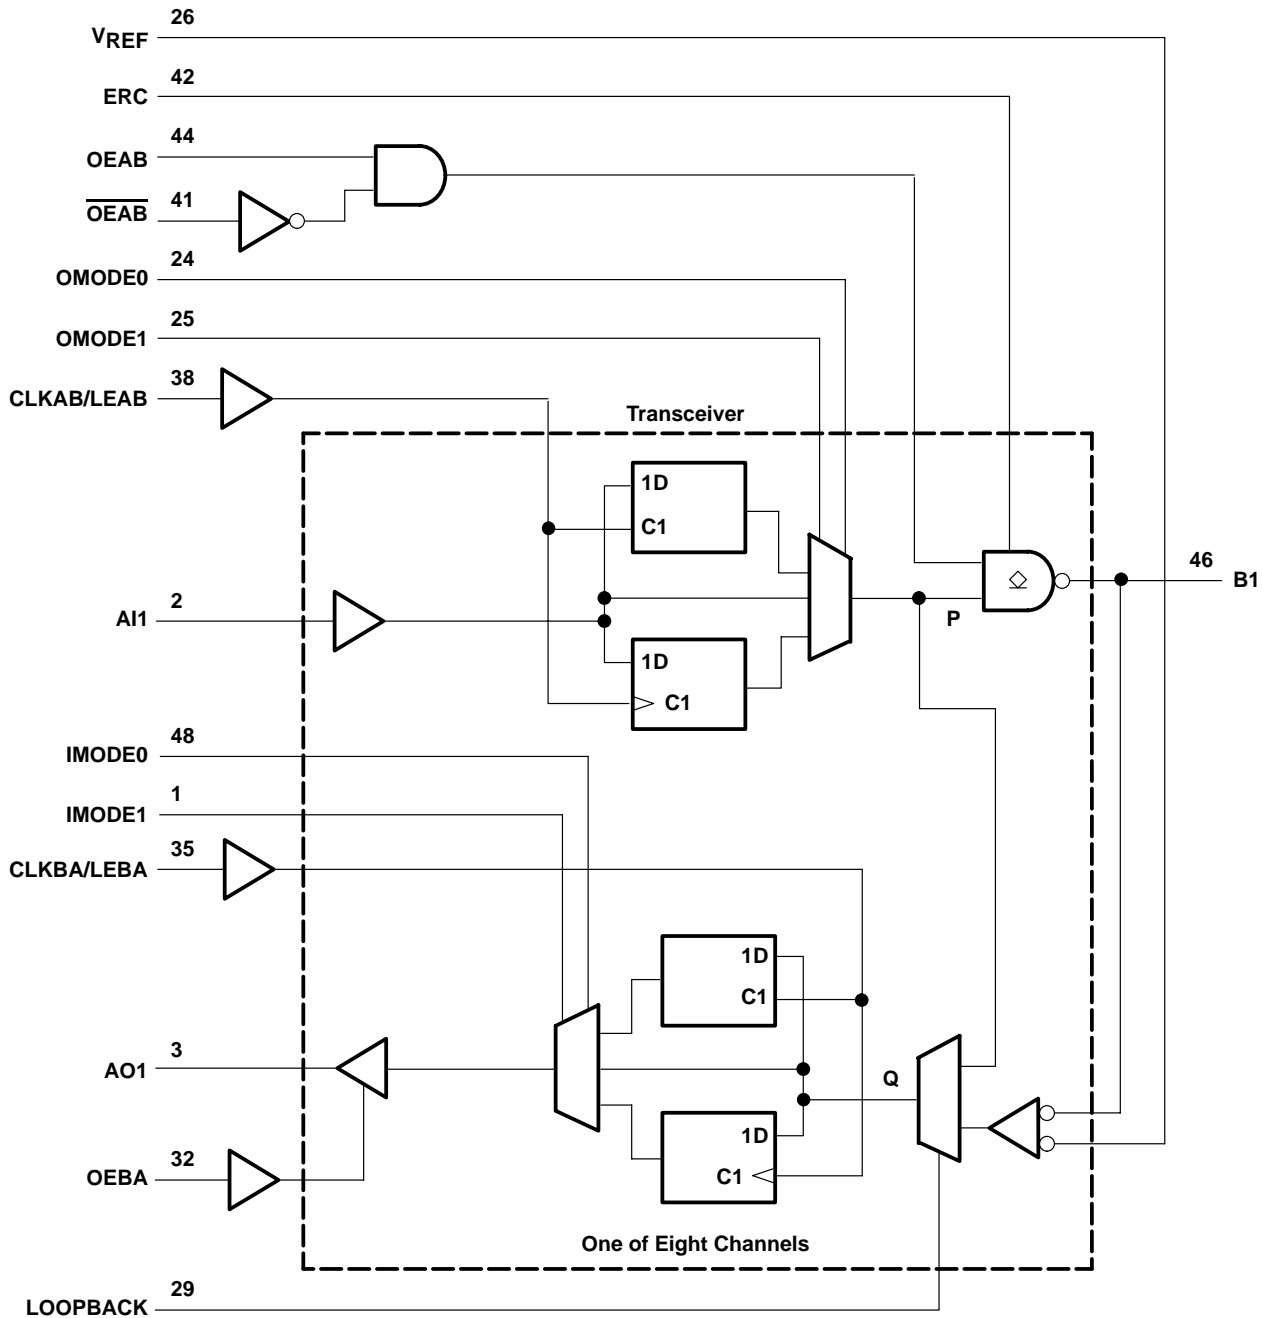 26
VREF
42
ERC
44
OEAB
41
OEAB
24
OMODE0
25
OMODE1
38
CLKAB/LEAB
Transceiver
1D
C1
46
B1
2
AI1
P
1D
C1
48
IMODE0
1
IMODE1
35
CLKBA/LEBA
1D
C1
3
AO1
Q
1D
C1
32
OEBA
One of Eight Channels
29
LOOPBACK